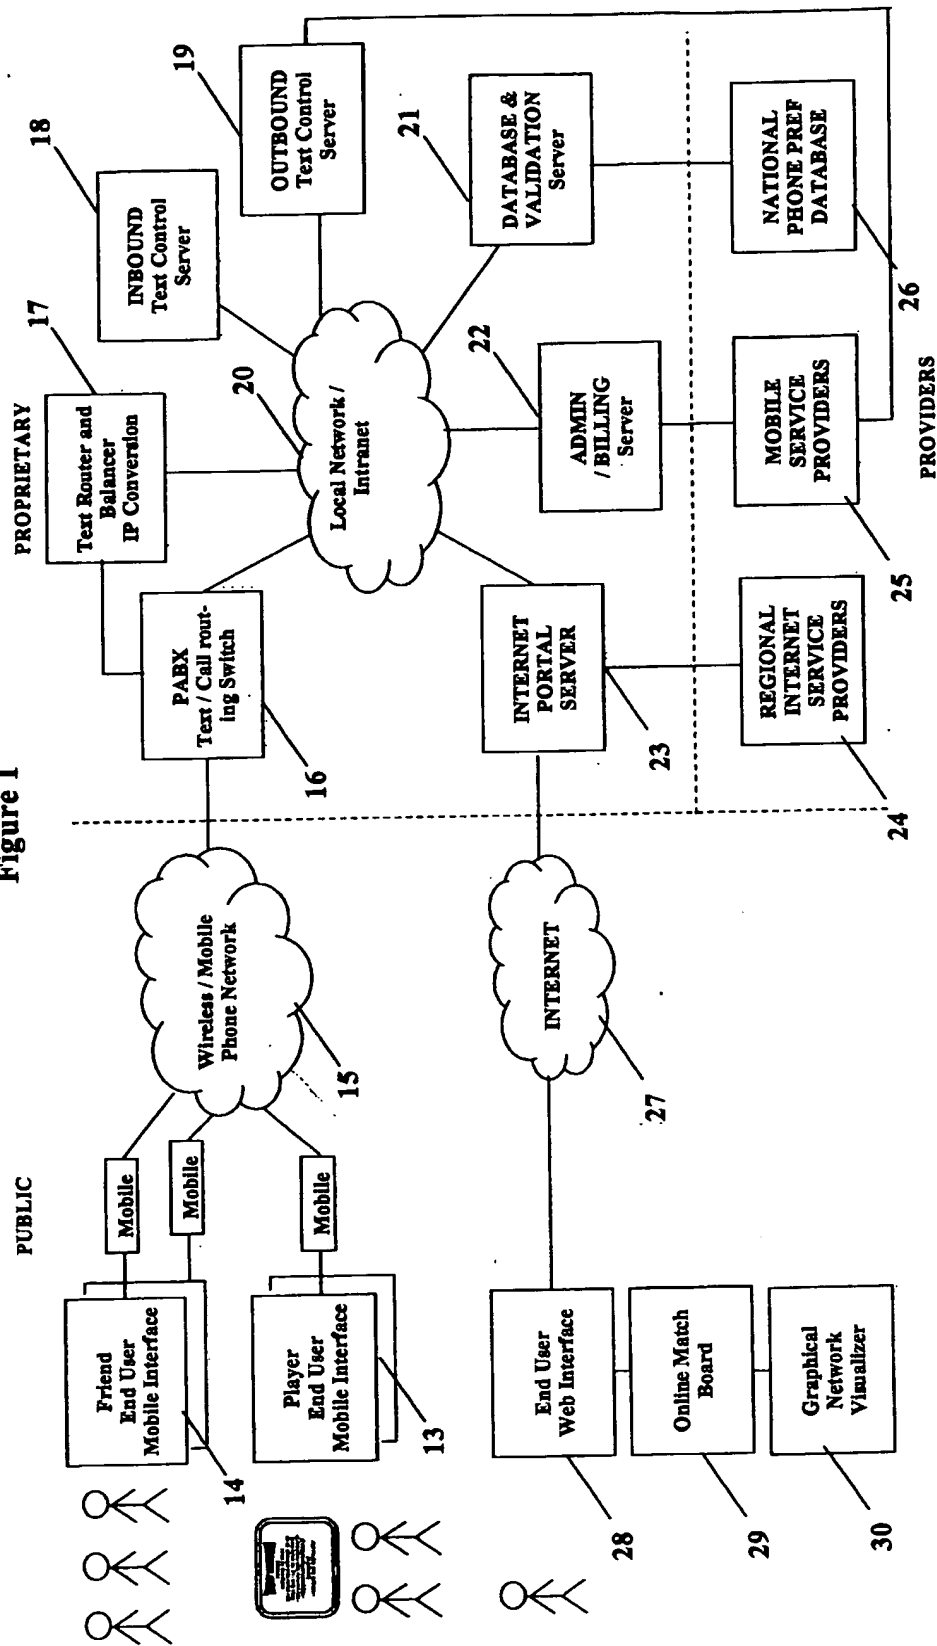 Figure 1
PUBLIC
PROPRIETARY
Friend
End User
Mobile Interface
14
Mobile
Mobile
Player
End User
Mobile Interface
13
Mobile
Wireless / Mobile
Phone Network
15
PABX
Text / Call rout-
ing Switch
16
Text Router and
Balancer
IP Conversion
17
INBOUND
Text Control
Server
18
OUTBOUND
Text Control
Server
19
Local Network /
Intranet
20
DATABASE &
VALIDATION
Server
21
ADMIN
/ BILLING
Server
22
INTERNET
PORTAL
SERVER
23
REGIONAL
INTERNET
SERVICE
PROVIDERS
24
MOBILE
SERVICE
PROVIDERS
25
NATIONAL
PHONE PREF
DATABASE
26
PROVIDERS
INTERNET
27
End User
Web Interface
28
Online Match
Board
29
Graphical
Network
Visualizer
30